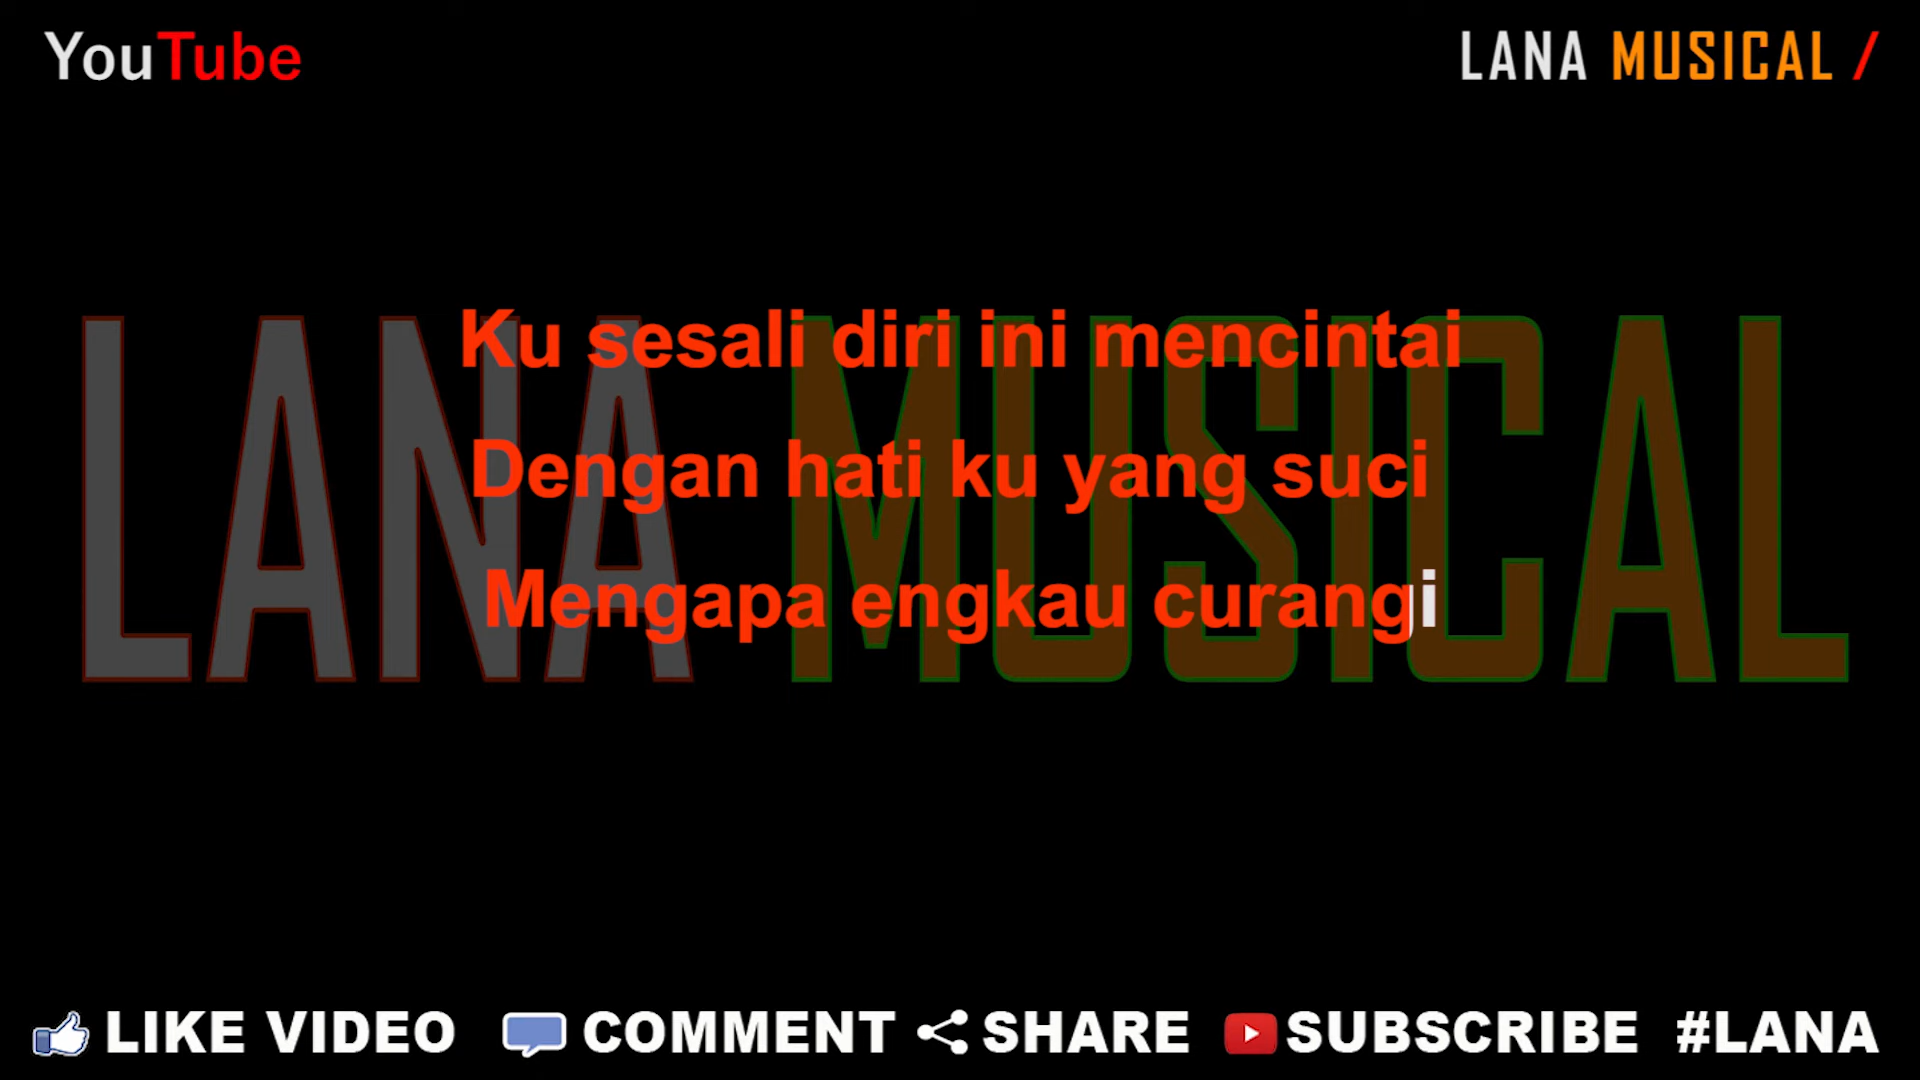 YouTube
LANA MUSICAL /
LANA MUSICAL
Ku sesali diri ini mencintai
Dengan hati ku yang suci
Mengapa engkau curangi
LIKE VIDEO COMMENT SHARE SUBSCRIBE #LANA